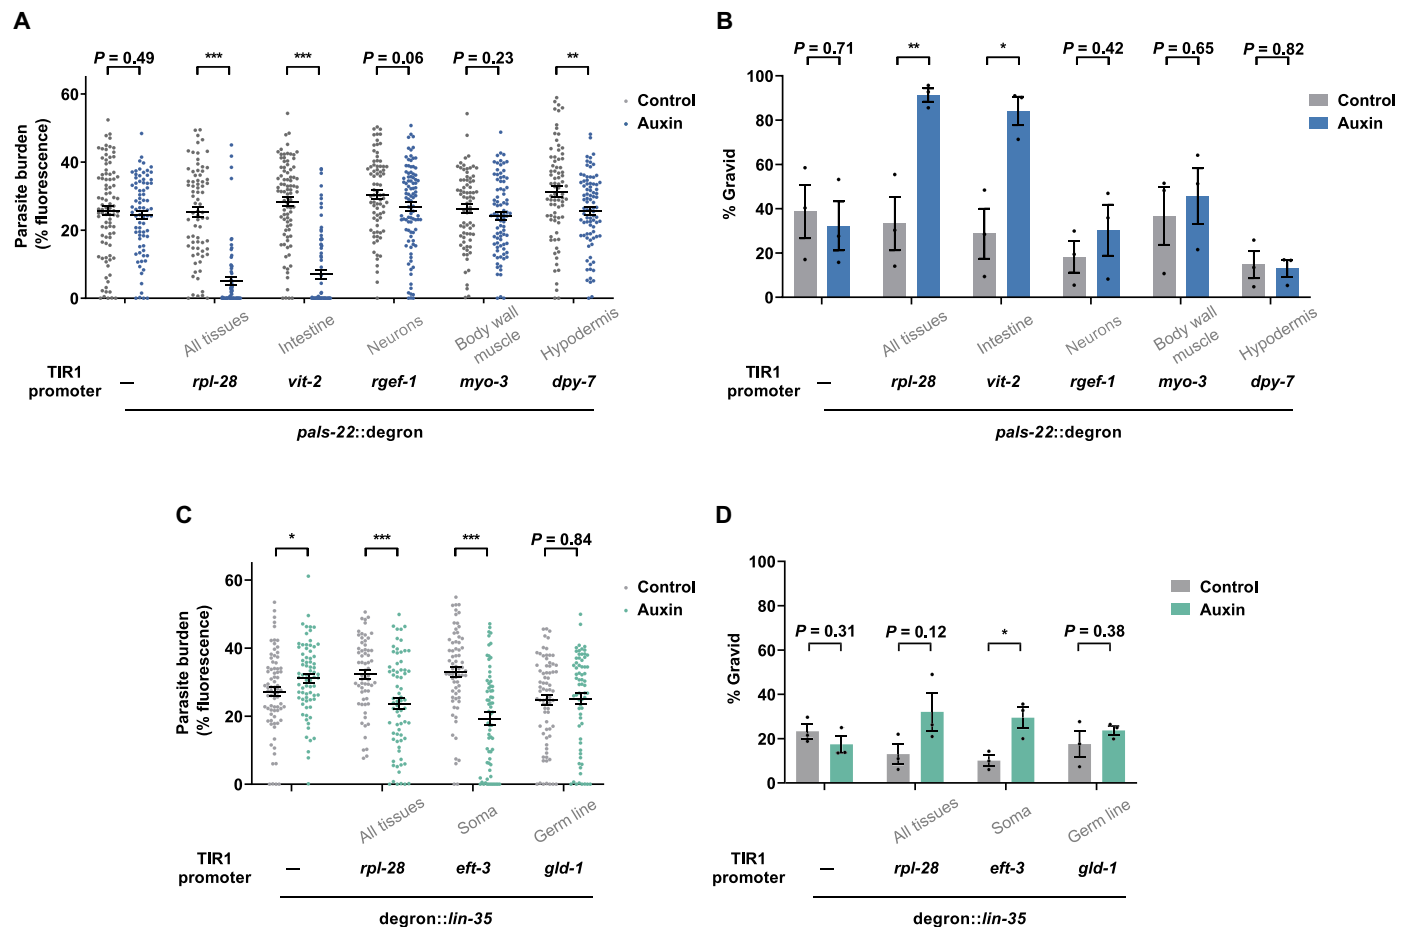 A
P = 0.49 *** *** P = 0.06 P = 0.23 **
Parasite burden
(% fluorescence)
60
40
20
0
Control
Auxin
All tissues
Intestine
Neurons
Body wall
muscle
Hypodermis
TIR1
promoter
— rpl-28 vit-2 rgef-1 myo-3 dpy-7
pals-22::degron
B
P = 0.71 ** * P = 0.42 P = 0.65 P = 0.82
% Gravid
100
80
60
40
20
0
Control
Auxin
All tissues
Intestine
Neurons
Body wall
muscle
Hypodermis
TIR1
promoter
— rpl-28 vit-2 rgef-1 myo-3 dpy-7
pals-22::degron
C
* *** *** P = 0.84
Parasite burden
(% fluorescence)
60
40
20
0
Control
Auxin
All tissues
Soma
Germ line
TIR1
promoter
— rpl-28 eft-3 gld-1
degron::lin-35
D
P = 0.31 P = 0.12 * P = 0.38
% Gravid
100
80
60
40
20
0
Control
Auxin
All tissues
Soma
Germ line
TIR1
promoter
— rpl-28 eft-3 gld-1
degron::lin-35